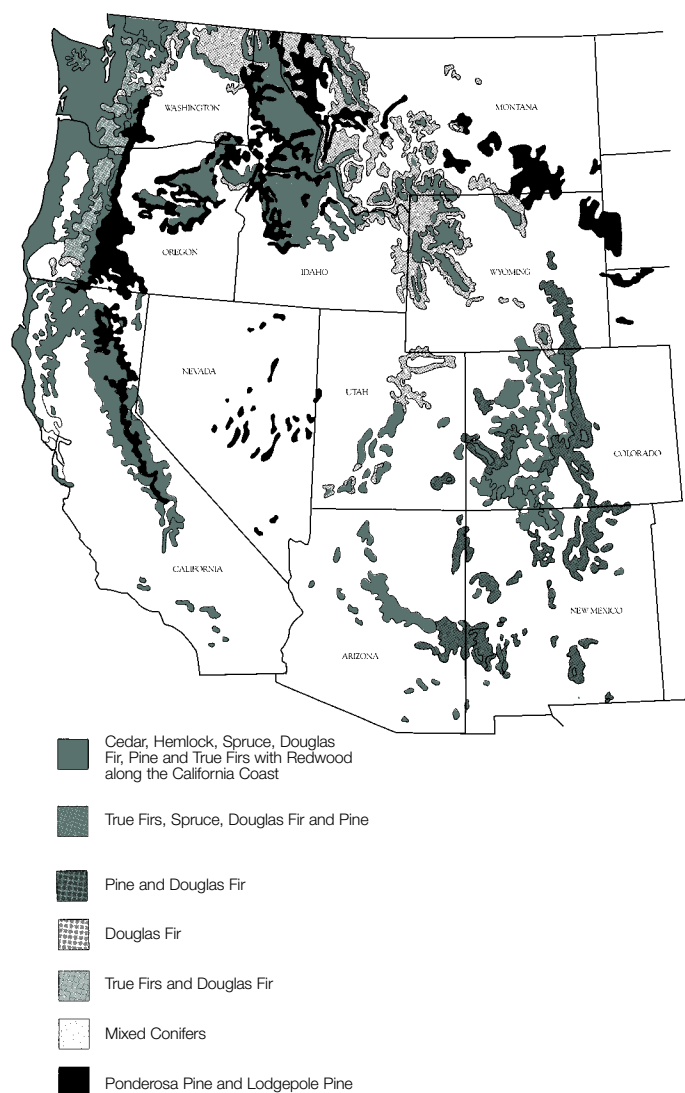 WASHINGTON
MONTANA
OREGON
IDAHO
WYOMING
NEVADA
UTAH
COLORADO
CALIFORNIA
ARIZONA
NEW MEXICO
Cedar, Hemlock, Spruce, Douglas
Fir, Pine and True Firs with Redwood
along the California Coast
True Firs, Spruce, Douglas Fir and Pine
Pine and Douglas Fir
Douglas Fir
True Firs and Douglas Fir
Mixed Conifers
Ponderosa Pine and Lodgepole Pine